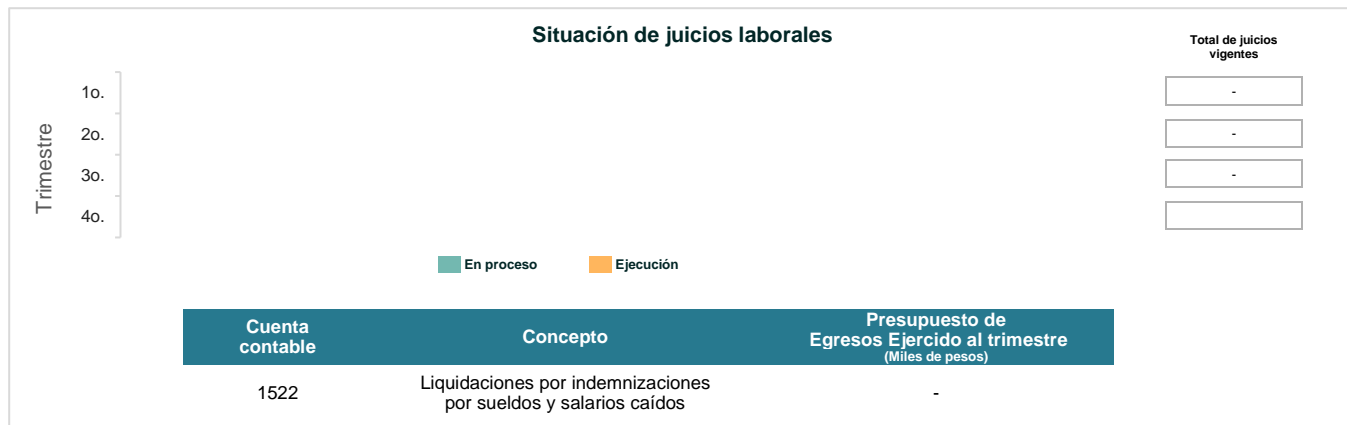 Situación de juicios laborales
Total de juicios
vigentes
Trimestre
1o.
-
2o.
-
3o.
-
4o.
En proceso
Ejecución
Cuenta
contable
Concepto
Presupuesto de
Egresos Ejercido al trimestre
(Miles de pesos)
1522
Liquidaciones por indemnizaciones
por sueldos y salarios caídos
-